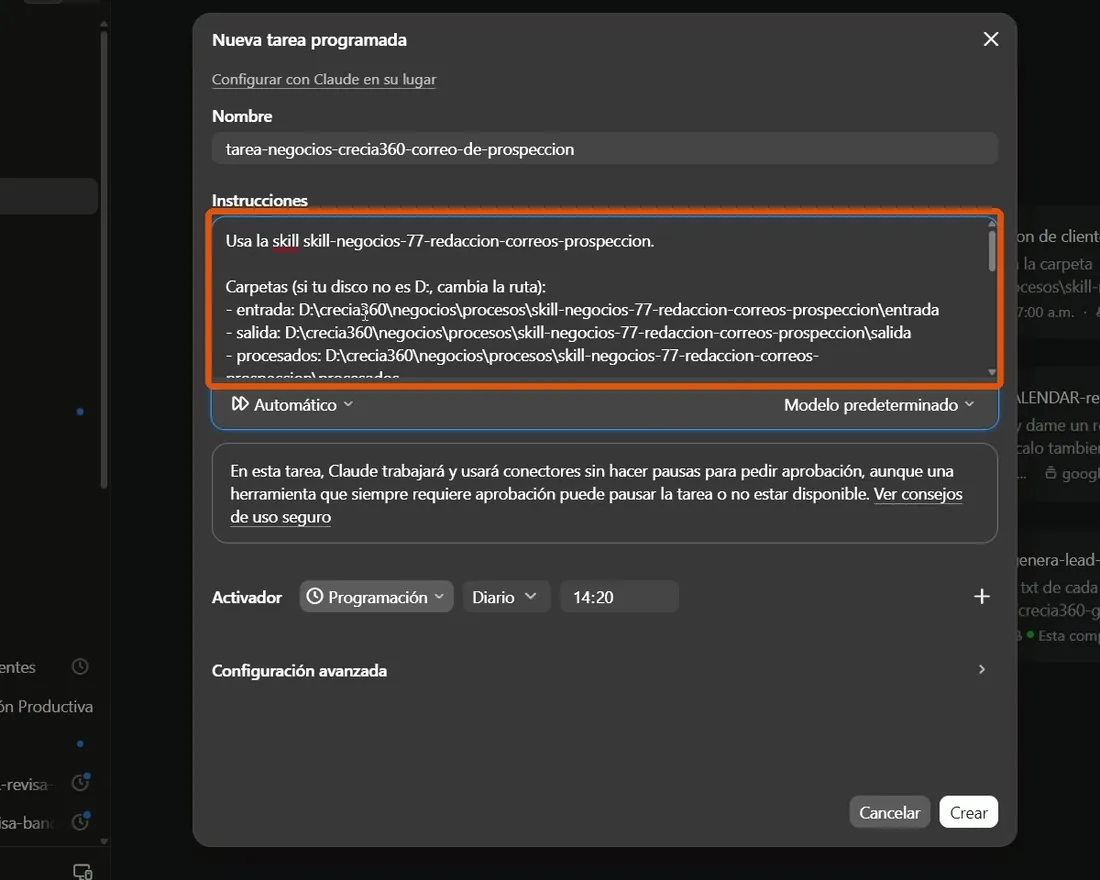 Nueva tarea programada
Configurar con Claude en su lugar
Nombre
tarea-negocios-crecia360-correo-de-prospeccion
Instrucciones
Usa la skill skill-negocios-77-redaccion-correos-prospeccion.
Carpetas (si tu disco no es D:, cambia la ruta):
- entrada: D:\crecia360\negocios\procesos\skill-negocios-77-redaccion-correos-prospeccion\entrada
- salida: D:\crecia360\negocios\procesos\skill-negocios-77-redaccion-correos-prospeccion\salida
- procesados: D:\crecia360\negocios\procesos\skill-negocios-77-redaccion-correos-
prospeccion\procesados
Automático
Modelo predeterminado
En esta tarea, Claude trabajará y usará conectores sin hacer pausas para pedir aprobación, aunque una
herramienta que siempre requiere aprobación puede pausar la tarea o no estar disponible. Ver consejos
de uso seguro
Activador
Programación
Diario
14:20
Configuración avanzada
Cancelar
Crear
entes
ón Productiva
-revisa-
isa-banc
on de client
la carpeta
ocesos\skill-
7:00 a.m.
ALENDAR-re
y dame un re
calo tambien
googl
genera-lead-
txt de cada
/crecia360-g
Esta comp